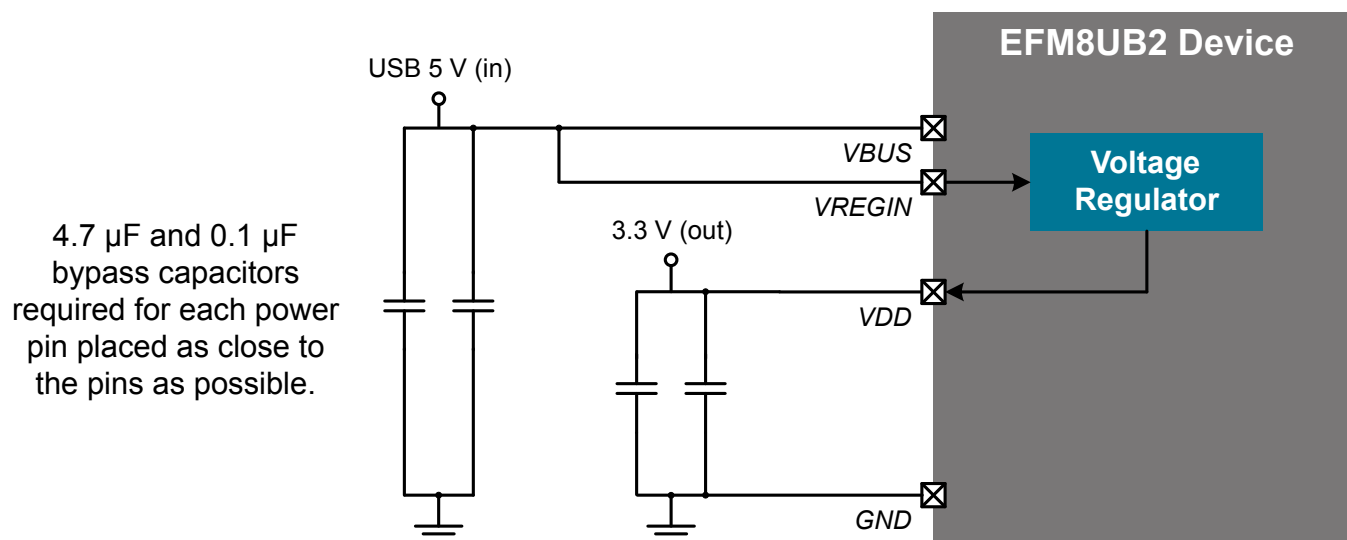 EFM8UB2 Device
USB 5 V (in)
VBUS
Voltage
Regulator
VREGIN
3.3 V (out)
4.7 µF and 0.1 µF
bypass capacitors
required for each power
pin placed as close to
the pins as possible.
VDD
GND